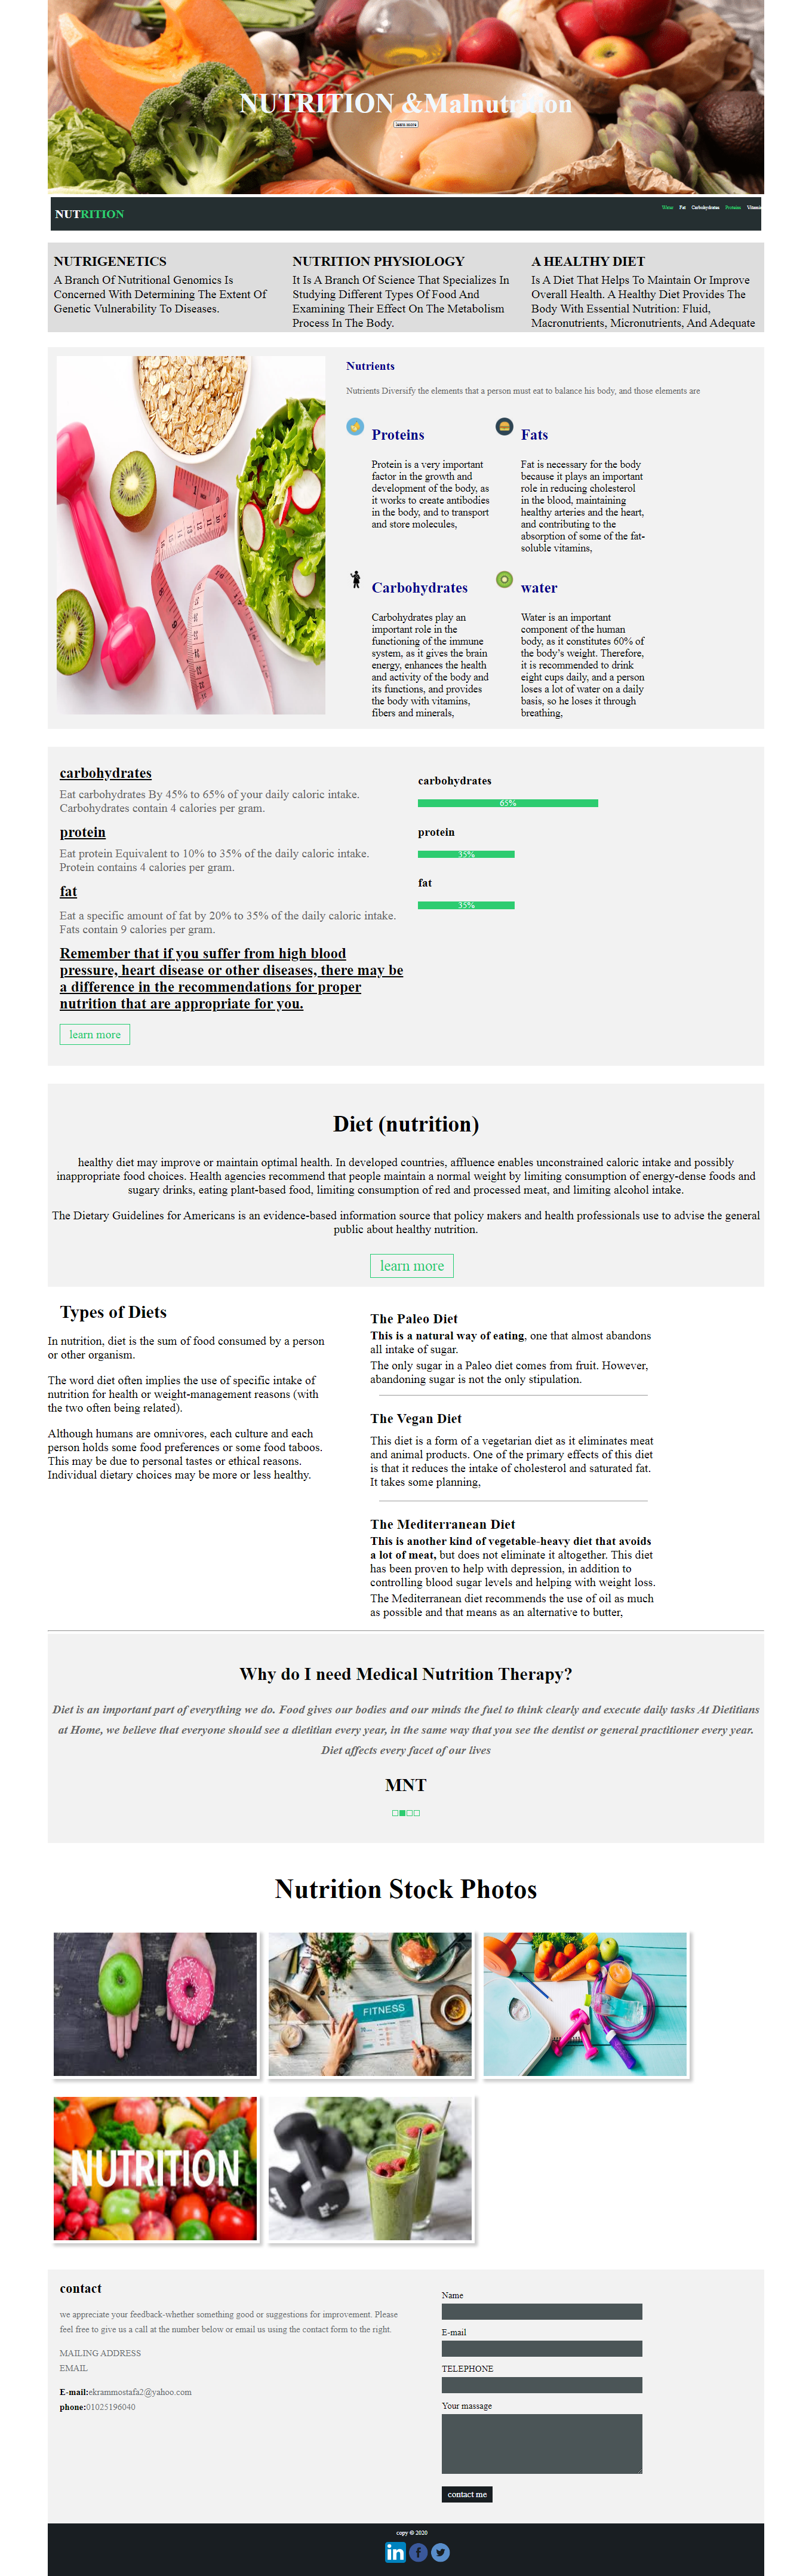 NUTRITION &Malnutrition
learn more
NUTRITION
Water Fat Carbohydrates Proteins Vitamin
NUTRIGENETICS
A Branch Of Nutritional Genomics Is
Concerned With Determining The Extent Of
Genetic Vulnerability To Diseases.
NUTRITION PHYSIOLOGY
It Is A Branch Of Science That Specializes In
Studying Different Types Of Food And
Examining Their Effect On The Metabolism
Process In The Body.
A HEALTHY DIET
Is A Diet That Helps To Maintain Or Improve
Overall Health. A Healthy Diet Provides The
Body With Essential Nutrition: Fluid,
Macronutrients, Micronutrients, And Adequate
Nutrients
Nutrients Diversify the elements that a person must eat to balance his body, and those elements are
Proteins
Protein is a very important
factor in the growth and
development of the body, as
it works to create antibodies
in the body, and to transport
and store molecules,
Fats
Fat is necessary for the body
because it plays an important
role in reducing cholesterol
in the blood, maintaining
healthy arteries and the heart,
and contributing to the
absorption of some of the fat-
soluble vitamins,
Carbohydrates
Carbohydrates play an
important role in the
functioning of the immune
system, as it gives the brain
energy, enhances the health
and activity of the body and
its functions, and provides
the body with vitamins,
fibers and minerals,
water
Water is an important
component of the human
body, as it constitutes 60% of
the body's weight. Therefore,
it is recommended to drink
eight cups daily, and a person
loses a lot of water on a daily
basis, so he loses it through
breathing,
carbohydrates
Eat carbohydrates By 45% to 65% of your daily caloric intake.
Carbohydrates contain 4 calories per gram.
protein
Eat protein Equivalent to 10% to 35% of the daily caloric intake.
Protein contains 4 calories per gram.
fat
Eat a specific amount of fat by 20% to 35% of the daily caloric intake.
Fats contain 9 calories per gram.
Remember that if you suffer from high blood
pressure, heart disease or other diseases, there may be
a difference in the recommendations for proper
nutrition that are appropriate for you.
learn more
carbohydrates
65%
protein
35%
fat
35%
Diet (nutrition)
healthy diet may improve or maintain optimal health. In developed countries, affluence enables unconstrained caloric intake and possibly
inappropriate food choices. Health agencies recommend that people maintain a normal weight by limiting consumption of energy-dense foods and
sugary drinks, eating plant-based food, limiting consumption of red and processed meat, and limiting alcohol intake.
The Dietary Guidelines for Americans is an evidence-based information source that policy makers and health professionals use to advise the general
public about healthy nutrition.
learn more
Types of Diets
In nutrition, diet is the sum of food consumed by a person
or other organism.
The word diet often implies the use of specific intake of
nutrition for health or weight-management reasons (with
the two often being related).
Although humans are omnivores, each culture and each
person holds some food preferences or some food taboos.
This may be due to personal tastes or ethical reasons.
Individual dietary choices may be more or less healthy.
The Paleo Diet
This is a natural way of eating, one that almost abandons
all intake of sugar.
The only sugar in a Paleo diet comes from fruit. However,
abandoning sugar is not the only stipulation.
The Vegan Diet
This diet is a form of a vegetarian diet as it eliminates meat
and animal products. One of the primary effects of this diet
is that it reduces the intake of cholesterol and saturated fat.
It takes some planning,
The Mediterranean Diet
This is another kind of vegetable-heavy diet that avoids
a lot of meat, but does not eliminate it altogether. This diet
has been proven to help with depression, in addition to
controlling blood sugar levels and helping with weight loss.
The Mediterranean diet recommends the use of oil as much
as possible and that means as an alternative to butter,
Why do I need Medical Nutrition Therapy?
Diet is an important part of everything we do. Food gives our bodies and our minds the fuel to think clearly and execute daily tasks At Dietitians
at Home, we believe that everyone should see a dietitian every year, in the same way that you see the dentist or general practitioner every year.
Diet affects every facet of our lives
MNT
Nutrition Stock Photos
FITNESS
NUTRITION
contact
we appreciate your feedback-whether something good or suggestions for improvement. Please
feel free to give us a call at the number below or email us using the contact form to the right.
MAILING ADDRESS
EMAIL
E-mail:ekrammostafa2@yahoo.com
phone:01025196040
Name
E-mail
TELEPHONE
Your massage
contact me
copy © 2020
in f